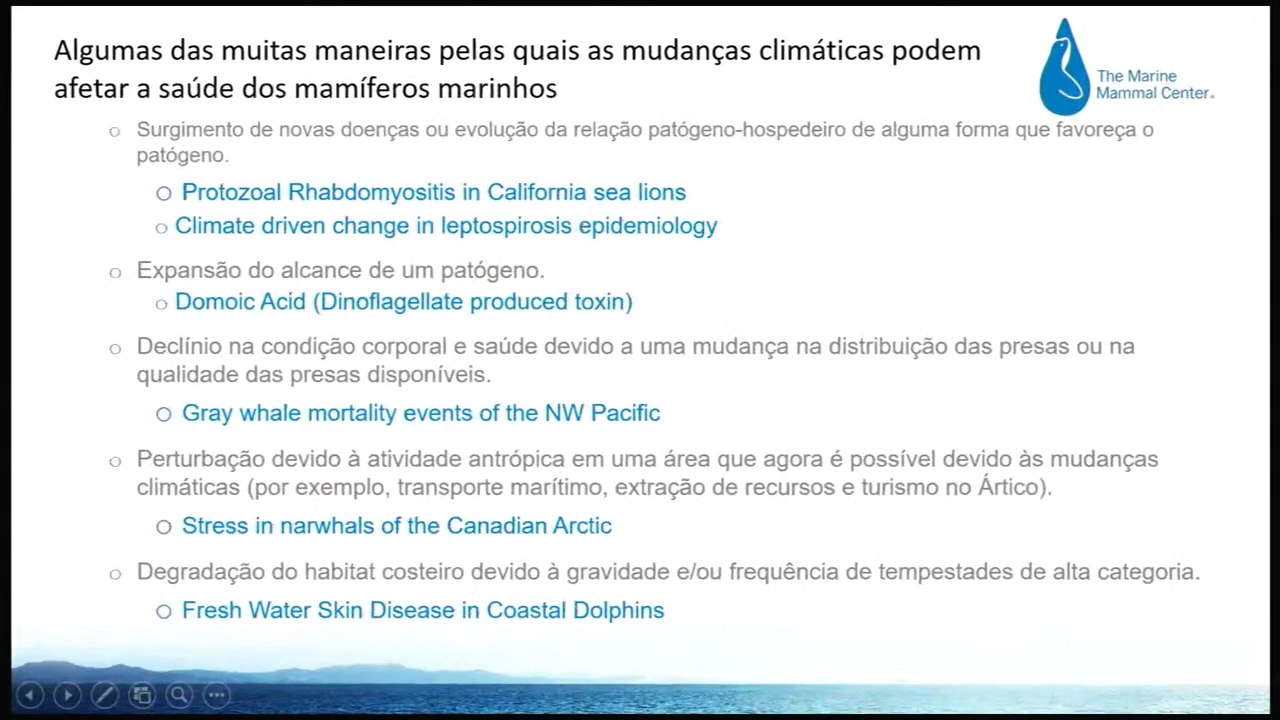 Algumas das muitas maneiras pelas quais as mudanças climáticas podem
afetar a saúde dos mamíferos marinhos
The Marine
Mammal Center®
Surgimento de novas doenças ou evolução da relação patógeno-hospedeiro de alguma forma que favoreça o
patógeno.
Protozoal Rhabdomyositis in California sea lions
Climate driven change in leptospirosis epidemiology
Expansão do alcance de um patógeno.
Domoic Acid (Dinoflagellate produced toxin)
Declínio na condição corporal e saúde devido a uma mudança na distribuição das presas ou na
qualidade das presas disponíveis.
Gray whale mortality events of the NW Pacific
Perturbação devido à atividade antrópica em uma área que agora é possível devido às mudanças
climáticas (por exemplo, transporte marítimo, extração de recursos e turismo no Ártico).
Stress in narwhals of the Canadian Arctic
Degradação do habitat costeiro devido à gravidade e/ou frequência de tempestades de alta categoria.
Fresh Water Skin Disease in Coastal Dolphins